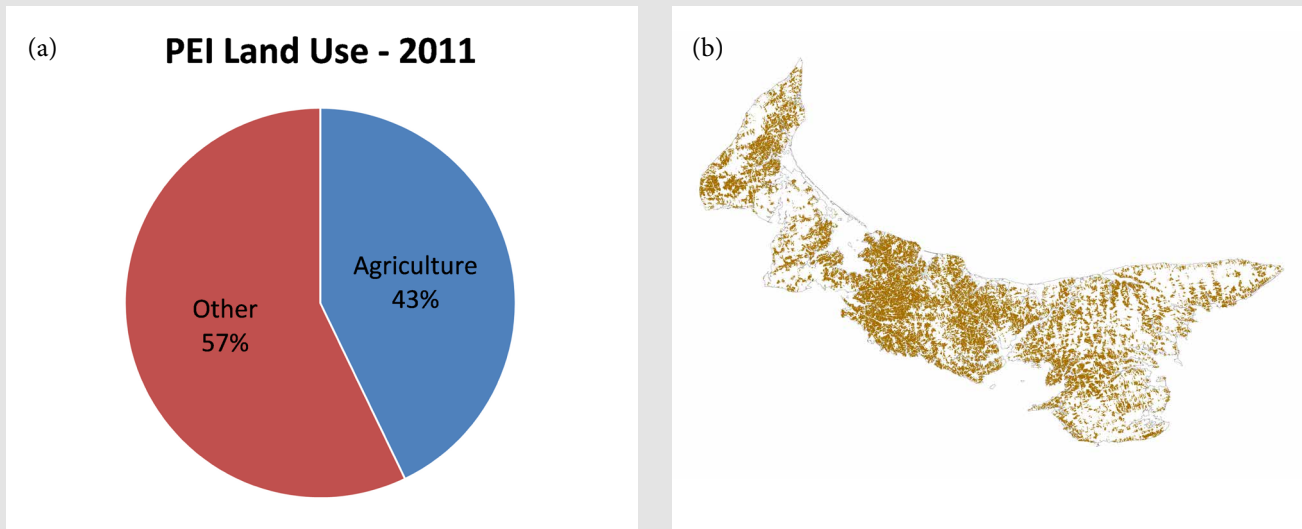 (a)
PEI Land Use - 2011
Agriculture
43%
Other
57%
(b)